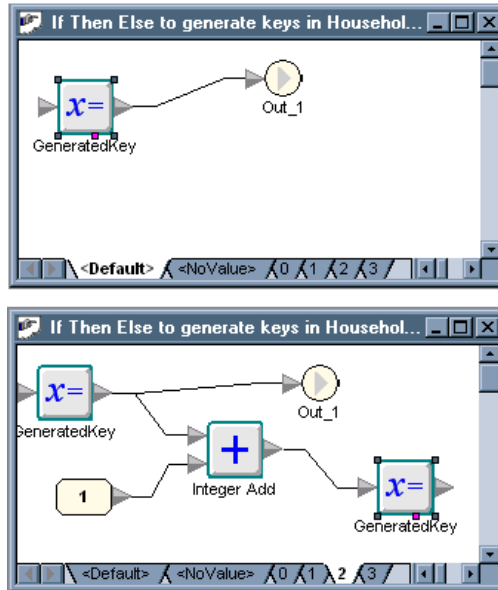 If Then Else to generate keys in Househol...
x=
GeneratedKey
Out_1
<Default> <NoValue> 0 1 2 3
If Then Else to generate keys in Househol...
x=
GeneratedKey
Out_1
+
1
Integer Add
x=
GeneratedKey
<Default> <NoValue> 0 1 2 3